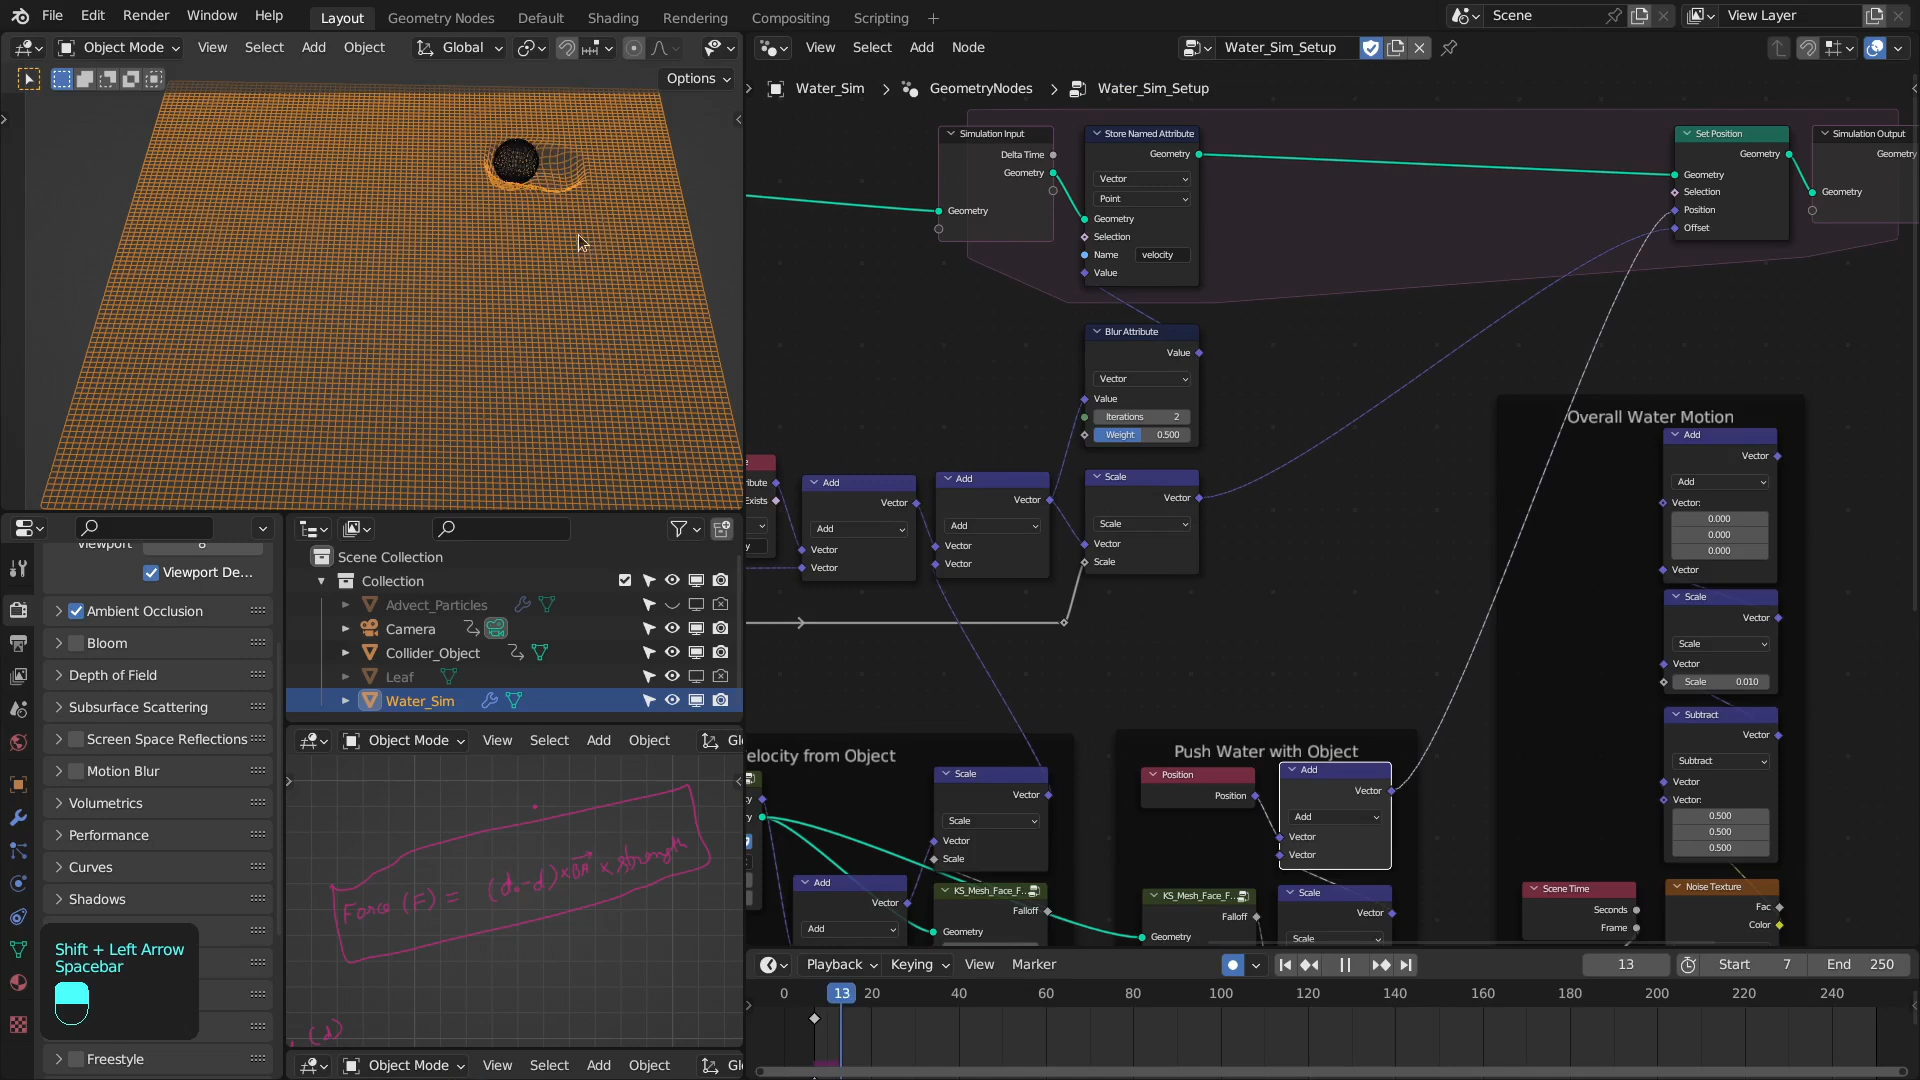 File Edit Render Window Help
Layout Geometry Nodes Default Shading Rendering Compositing Scripting
Scene
View Layer
Object Mode View Select Add Object Global
Options
View Select Add Node
Water_Sim_Setup
Water_Sim > GeometryNodes > Water_Sim_Setup
Simulation Input
Delta Time
Geometry
Geometry
Store Named Attribute
Geometry
Vector
Point
Geometry
Selection
Name velocity
Value
Set Position
Geometry
Geometry
Selection
Position
Offset
Simulation Output
Geometry
Geometry
Blur Attribute
Value
Vector
Value
Iterations 2
Weight 0.500
Exists
Add
Vector
Add
Vector
Vector
Add
Vector
Add
Vector
Vector
Scale
Vector
Scale
Vector
Scale
Overall Water Motion
Add
Vector
Add
Vector:
0.000
0.000
0.000
Vector
Scale
Vector
Scale
Vector
Scale 0.010
Subtract
Vector
Subtract
Vector
Vector:
0.500
0.500
0.500
Scene Time
Seconds
Frame
Noise Texture
Fac
Color
elocity from Object
Scale
Vector
Scale
Vector
Scale
Add
Vector
Add
KS_Mesh_Face_F...
Falloff
Geometry
Push Water with Object
Position
Position
Add
Vector
Add
Vector
Vector
KS_Mesh_Face_F...
Falloff
Geometry
Scale
Vector
Scale
Viewport 8
Viewport De...
Ambient Occlusion
Bloom
Depth of Field
Subsurface Scattering
Screen Space Reflections
Motion Blur
Volumetrics
Performance
Curves
Shadows
Freestyle
Shift + Left Arrow
Spacebar
Scene Collection
Collection
Advect_Particles
Camera
Collider_Object
Leaf
Water_Sim
Object Mode View Select Add Object
Force (F) = (d₀-d) × BA × strength
(d)
Object Mode View Select Add Object
Playback Keying View Marker
13 Start 7 End 250
0 13 20 40 60 80 100 120 140 160 180 200 220 240